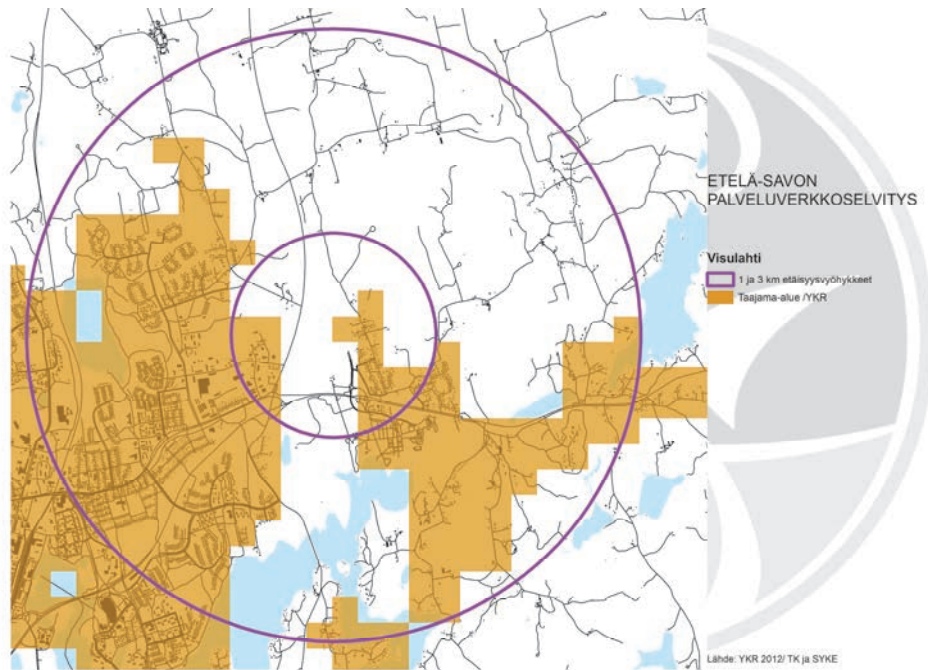 ETELÄ-SAVON
PALVELUVERKKOSELVITYS
Visulahti
1 ja 3 km etäisyysvyöhykkeet
Taajama-alue /YKR
Lähde: YKR 2012/ TK ja SYKE